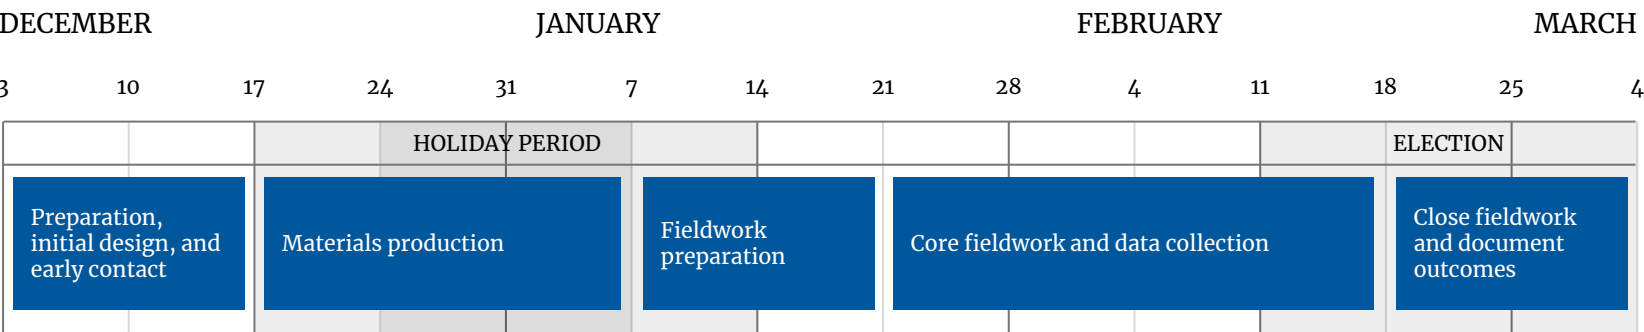 DECEMBER JANUARY FEBRUARY MARCH
3 10 17 24 31 7 14 21 28 4 11 18 25 4
HOLIDAY PERIOD ELECTION
Preparation,
initial design, and
early contact
Materials production
Fieldwork
preparation
Core fieldwork and data collection
Close fieldwork
and document
outcomes